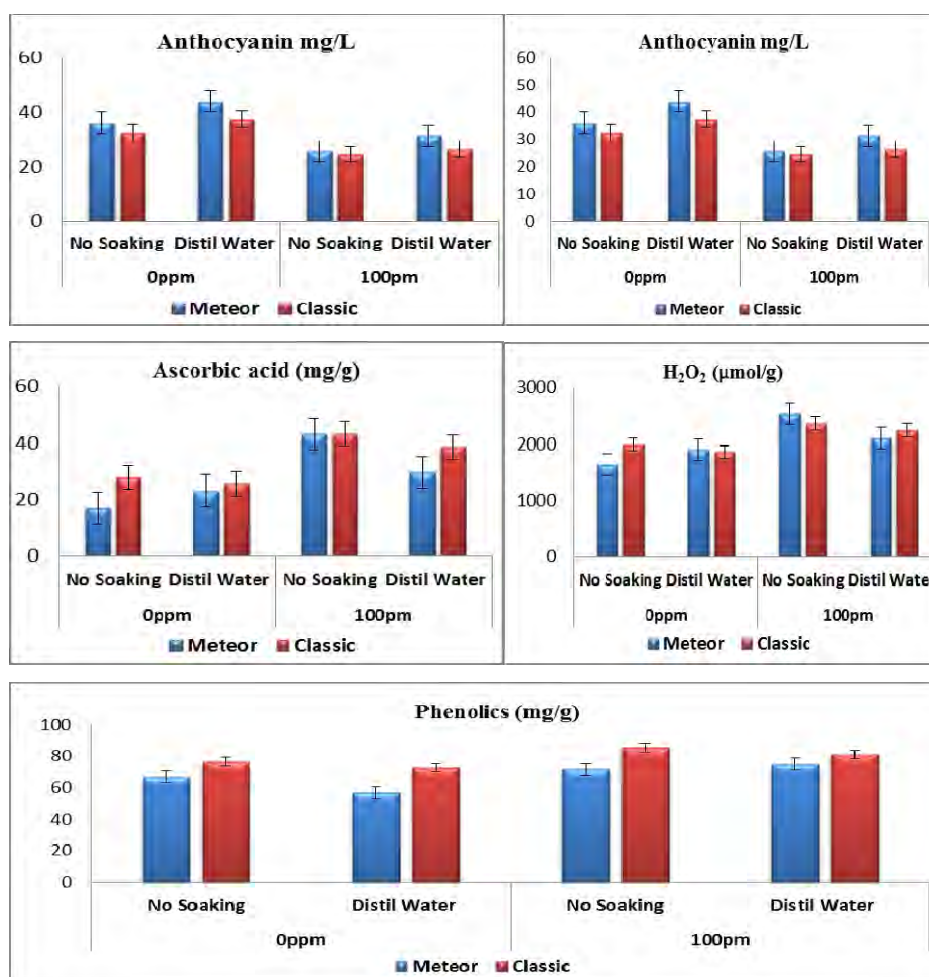 Anthocyanin mg/L
60
40
20
0
No Soaking Distil Water No Soaking Distil Water
0ppm 100pm
Meteor Classic
Anthocyanin mg/L
60
50
40
30
20
10
0
No Soaking Distil Water No Soaking Distil Water
0ppm 100pm
Meteor Classic
Ascorbic acid (mg/g)
60
40
20
0
No Soaking Distil Water No Soaking Distil Water
0ppm 100pm
Meteor Classic
H₂O₂ (µmol/g)
3000
2000
1000
0
No Soaking Distil Water No Soaking Distil Wate
0ppm 100pm
Meteor Classic
Phenolics (mg/g)
100
80
60
40
20
0
No Soaking Distil Water No Soaking Distil Water
0ppm 100pm
Meteor Classic